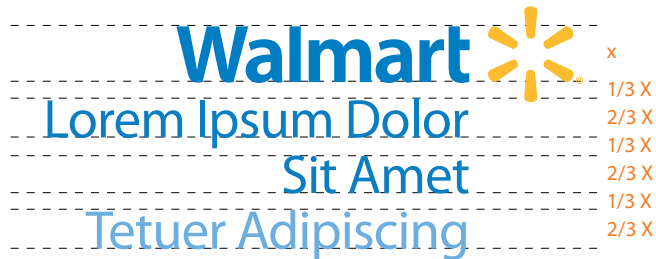 Walmart
x
1/3 X
Lorem Ipsum Dolor
2/3 X
1/3 X
Sit Amet
2/3 X
1/3 X
Tetuer Adipiscing
2/3 X